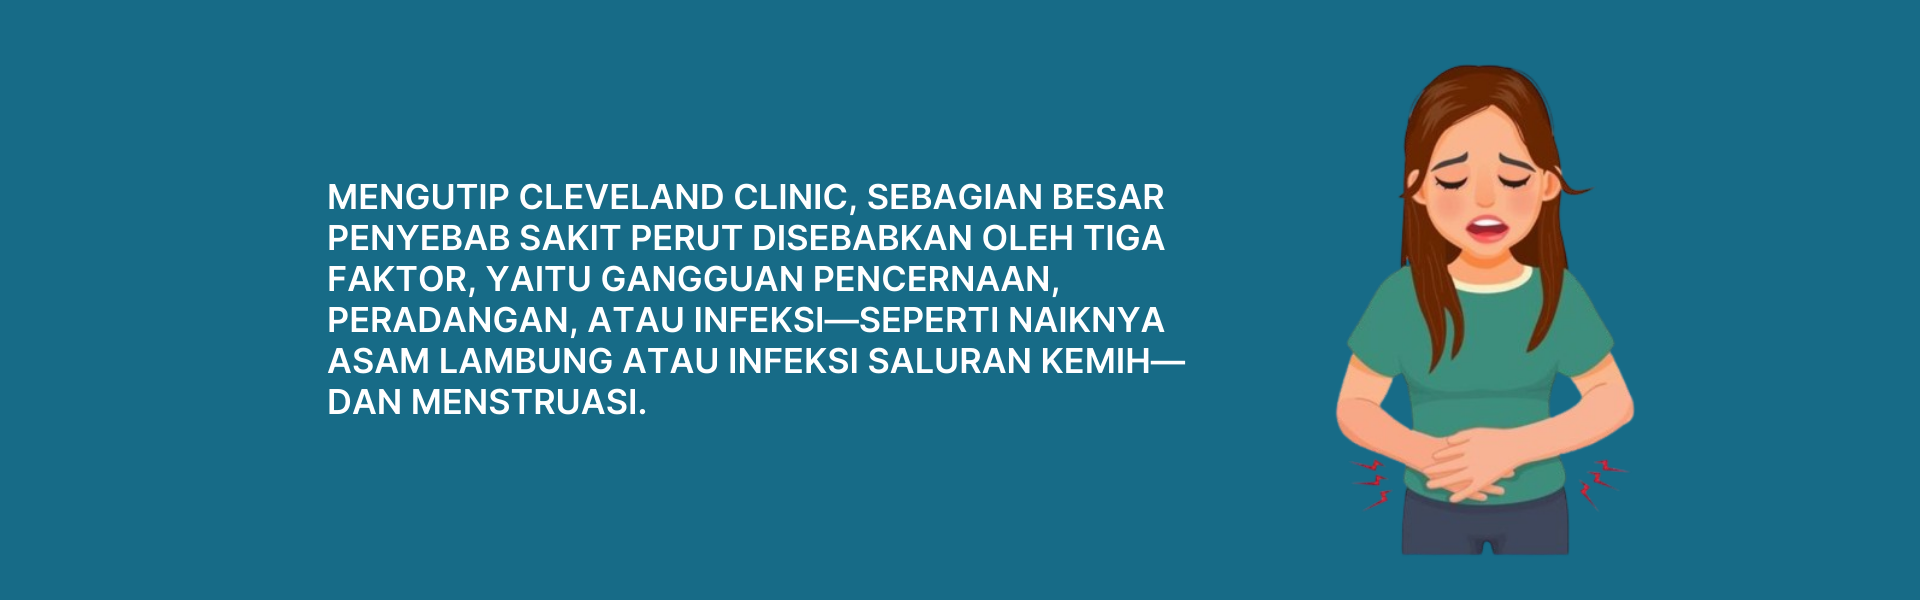 MENGUTIP CLEVELAND CLINIC, SEBAGIAN BESAR
PENYEBAB SAKIT PERUT DISEBABKAN OLEH TIGA
FAKTOR, YAITU GANGGUAN PENCERNAAN,
PERADANGAN, ATAU INFEKSI—SEPERTI NAIKNYA
ASAM LAMBUNG ATAU INFEKSI SALURAN KEMIH—
DAN MENSTRUASI.